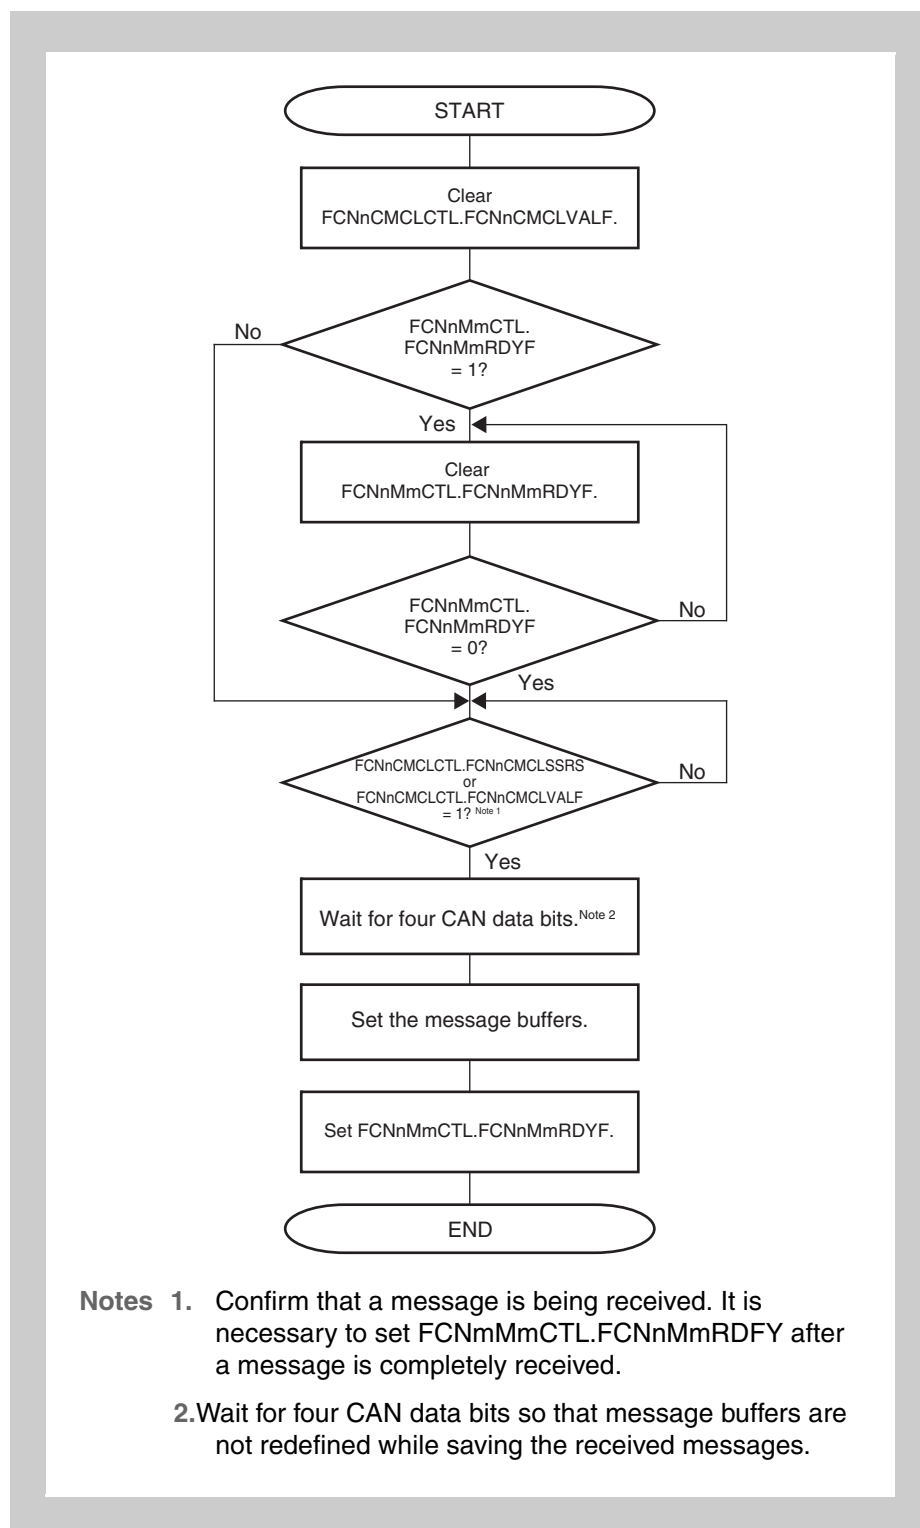 START
Clear
FCNnCMCLCTL.FCNnCMCLVALF.
No
FCNnMmCTL.
FCNnMmRDYF
= 1?
Yes
Clear
FCNnMmCTL.FCNnMmRDYF.
FCNnMmCTL.
FCNnMmRDYF
= 0?
No
Yes
FCNnCMCLCTL.FCNnCMCLSSRS
or
FCNnCMCLCTL.FCNnCMCLVALF
= 1? Note 1
No
Yes
Wait for four CAN data bits.Note 2
Set the message buffers.
Set FCNnMmCTL.FCNnMmRDYF.
END
Notes 1. Confirm that a message is being received. It is
necessary to set FCNmMmCTL.FCNnMmRDFY after
a message is completely received.
2.Wait for four CAN data bits so that message buffers are
not redefined while saving the received messages.